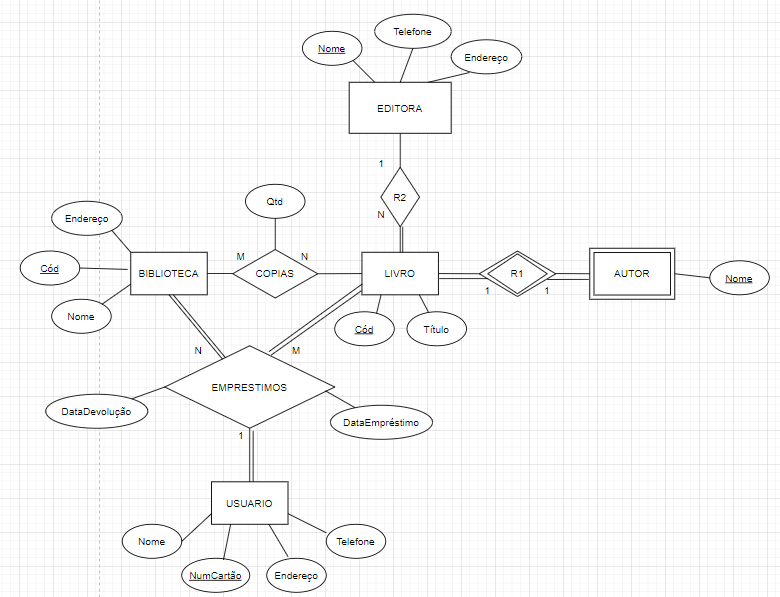 Telefone
Nome
Endereço
EDITORA
1
R2
N
Qtd
Endereço
M
N
Cód
BIBLIOTECA
COPIAS
LIVRO
R1
AUTOR
Nome
1
1
Nome
Cód
Título
N
M
EMPRESTIMOS
DataDevolução
DataEmpréstimo
1
USUARIO
Nome
Telefone
NumCartão
Endereço